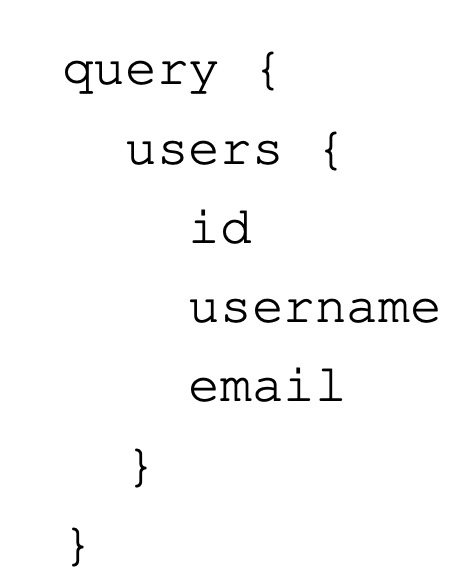 query {
  users {
    id
    username
    email
  }
}